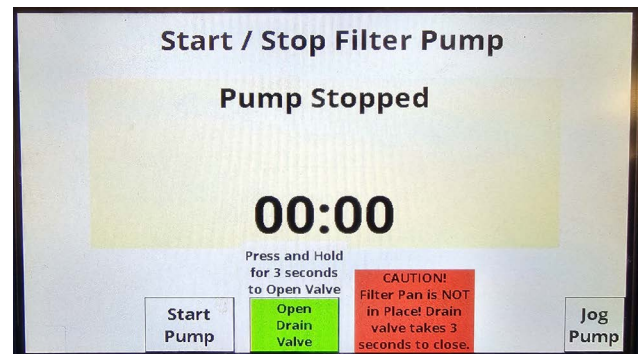 Start / Stop Filter Pump
Pump Stopped
00:00
Press and Hold
for 3 seconds
to Open Valve
Start
Pump
Open
Drain
Valve
CAUTION!
Filter Pan is NOT
in Place! Drain
valve takes 3
seconds to close.
Jog
Pump